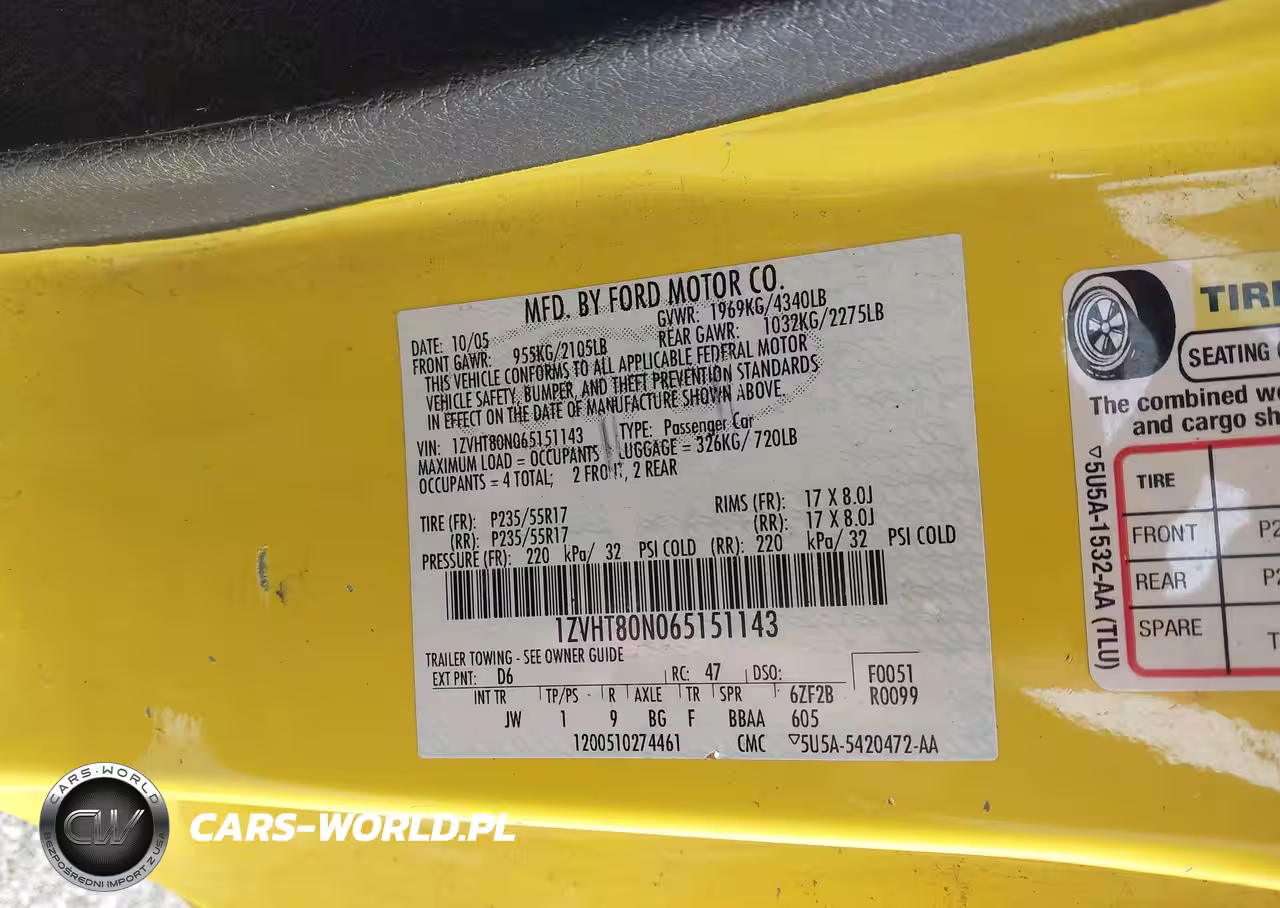 MFD. BY FORD MOTOR CO.
DATE: 10/05 GVWR: 1969KG/4340LB
FRONT GAWR: 955KG/2105LB REAR GAWR: 1032KG/2275LB
THIS VEHICLE CONFORMS TO ALL APPLICABLE FEDERAL MOTOR
VEHICLE SAFETY, BUMPER, AND THEFT PREVENTION STANDARDS
IN EFFECT ON THE DATE OF MANUFACTURE SHOWN ABOVE.
VIN: 1ZVHT80N065151143 TYPE: Passenger Car
MAXIMUM LOAD = OCCUPANTS LUGGAGE = 326KG/ 720LB
OCCUPANTS = 4 TOTAL; 2 FRONT, 2 REAR
TIRE (FR): P235/55R17 RIMS (FR): 17 X 8.0J
(RR): P235/55R17 (RR): 17 X 8.0J
PRESSURE (FR): 220 kPa/ 32 PSI COLD (RR): 220 kPa/ 32 PSI COLD
1ZVHT80N065151143
TRAILER TOWING - SEE OWNER GUIDE
EXT PNT: D6 RC: 47 DSO: F0051
INT TR TP/PS R AXLE TR SPR 6ZF2B R0099
JW 1 9 BG F BBAA 605
1200510274461 CMC ▽5U5A-5420472-AA
TIRE
SEATING
The combined
and cargo
▽5U5A-1532-AA (TLU)
TIRE
FRONT P2
REAR P2
SPARE T
CARS-WORLD
CW
BEZPOŚREDNI IMPORT Z USA
CARS-WORLD.PL